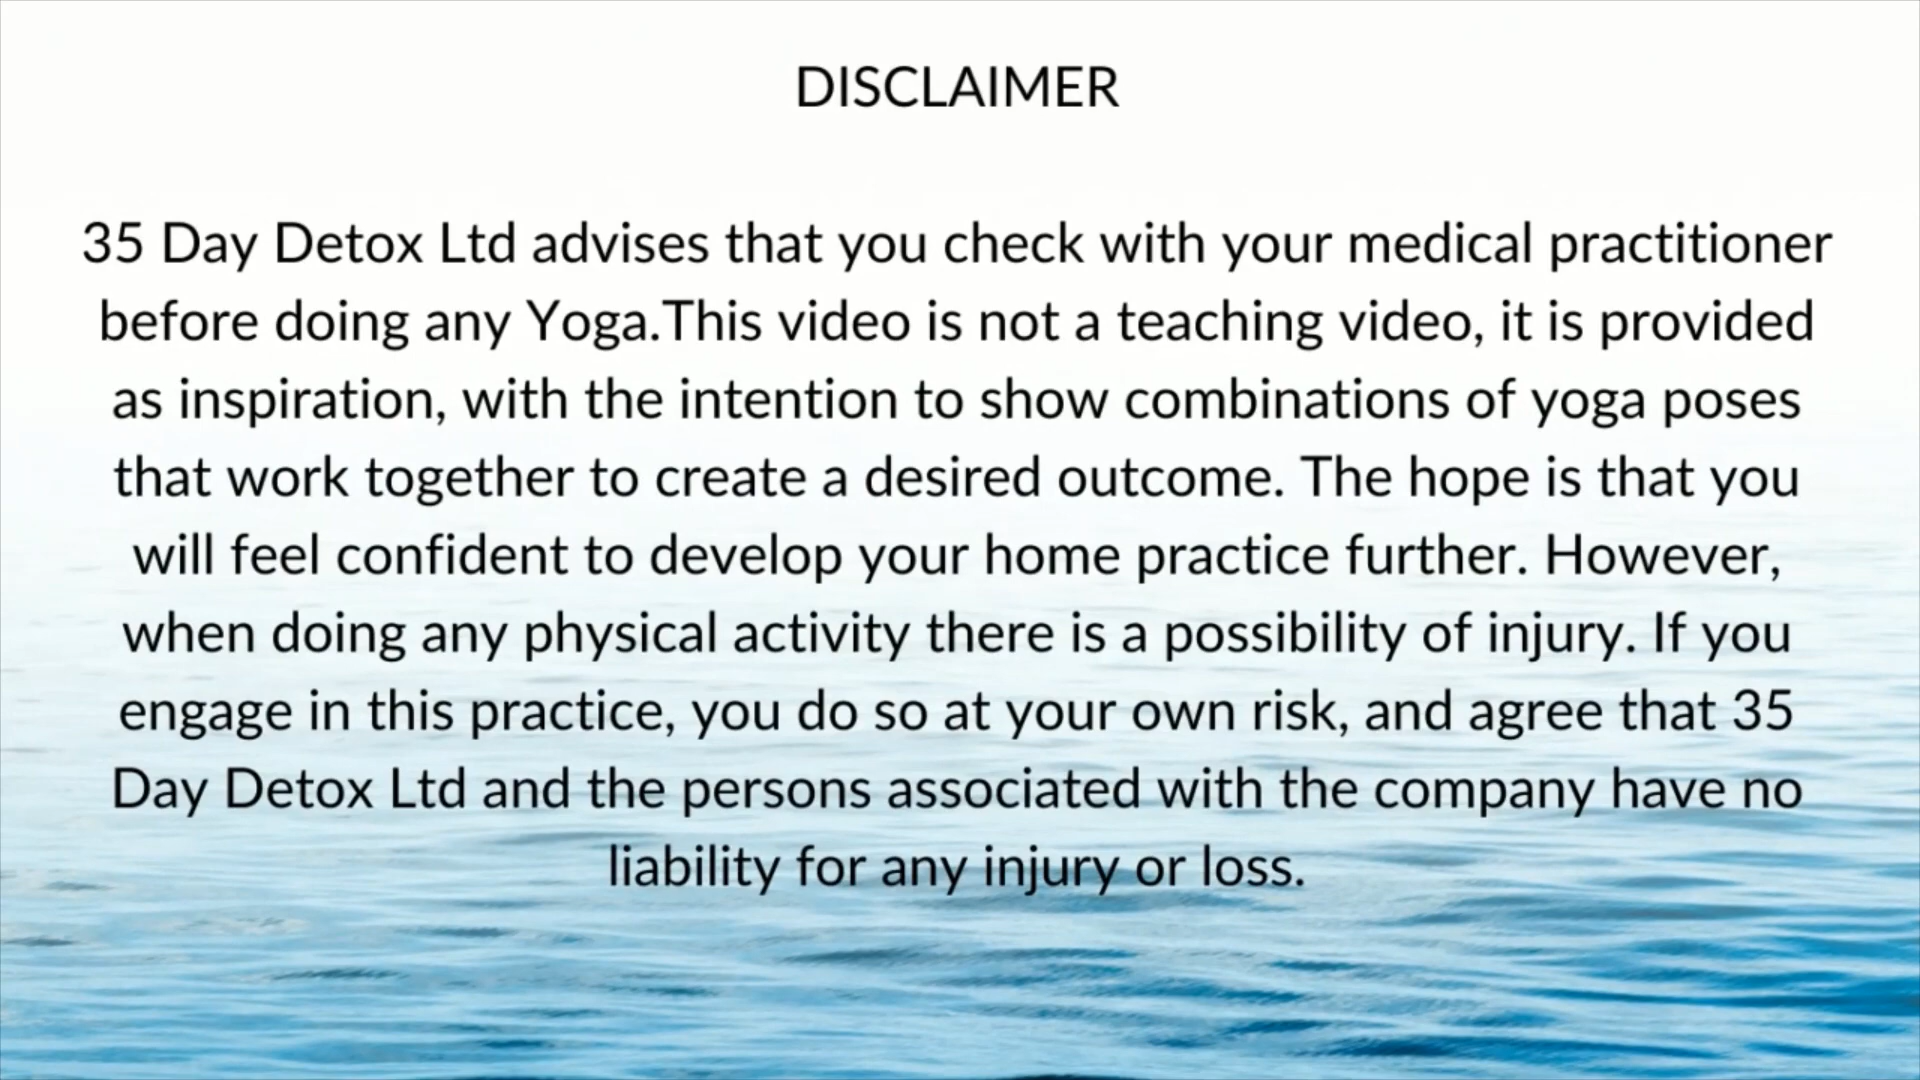 DISCLAIMER
35 Day Detox Ltd advises that you check with your medical practitioner
before doing any Yoga.This video is not a teaching video, it is provided
as inspiration, with the intention to show combinations of yoga poses
that work together to create a desired outcome. The hope is that you
will feel confident to develop your home practice further. However,
when doing any physical activity there is a possibility of injury. If you
engage in this practice, you do so at your own risk, and agree that 35
Day Detox Ltd and the persons associated with the company have no
liability for any injury or loss.